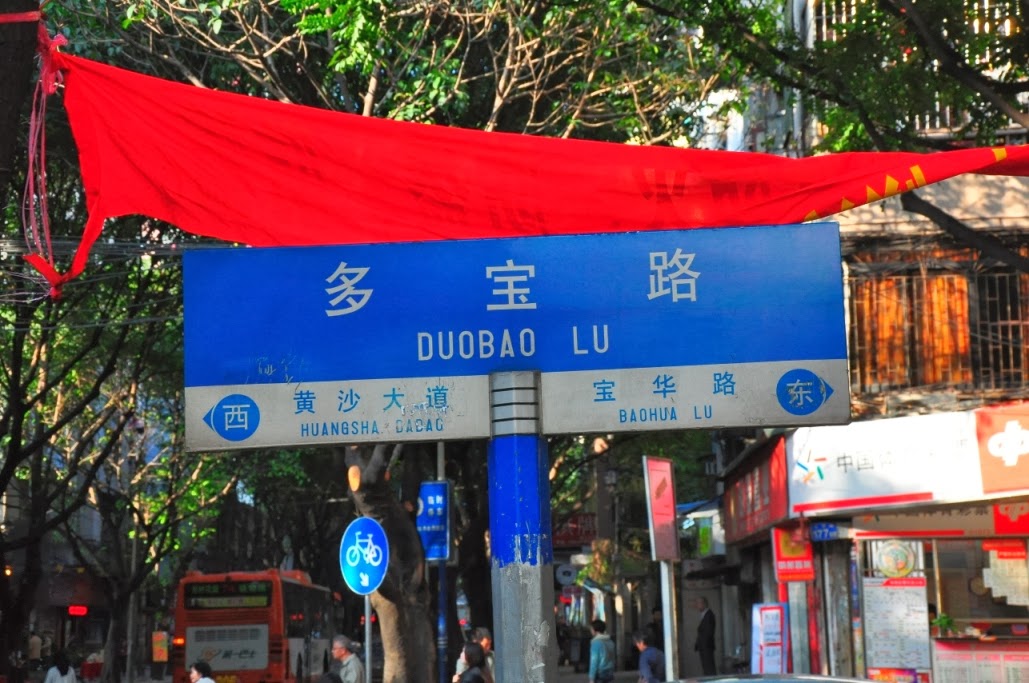 多宝路
DUOBAO LU
西
黄沙大道
HUANGSHA DADAO
宝华路
BAOHUA LU
东
中国
177